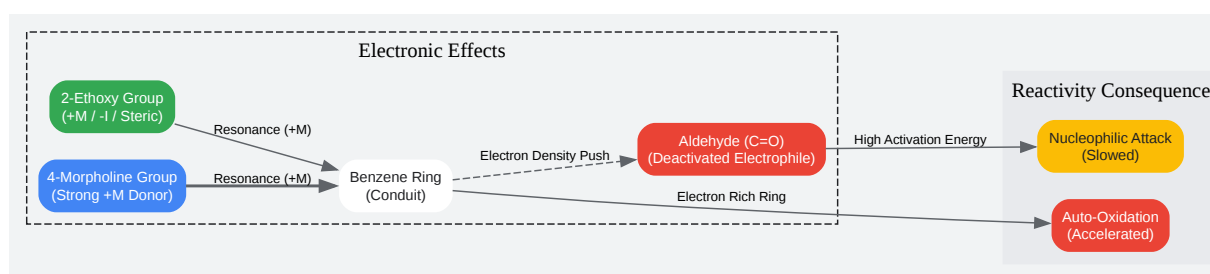 Electronic Effects
2-Ethoxy Group
(+M / -I / Steric)
Resonance (+M)
4-Morpholine Group
(Strong +M Donor)
Resonance (+M)
Benzene Ring
(Conduit)
Electron Density Push
Aldehyde (C=O)
(Deactivated Electrophile)
Electron Rich Ring
High Activation Energy
Reactivity Consequence
Nucleophilic Attack
(Slowed)
Auto-Oxidation
(Accelerated)